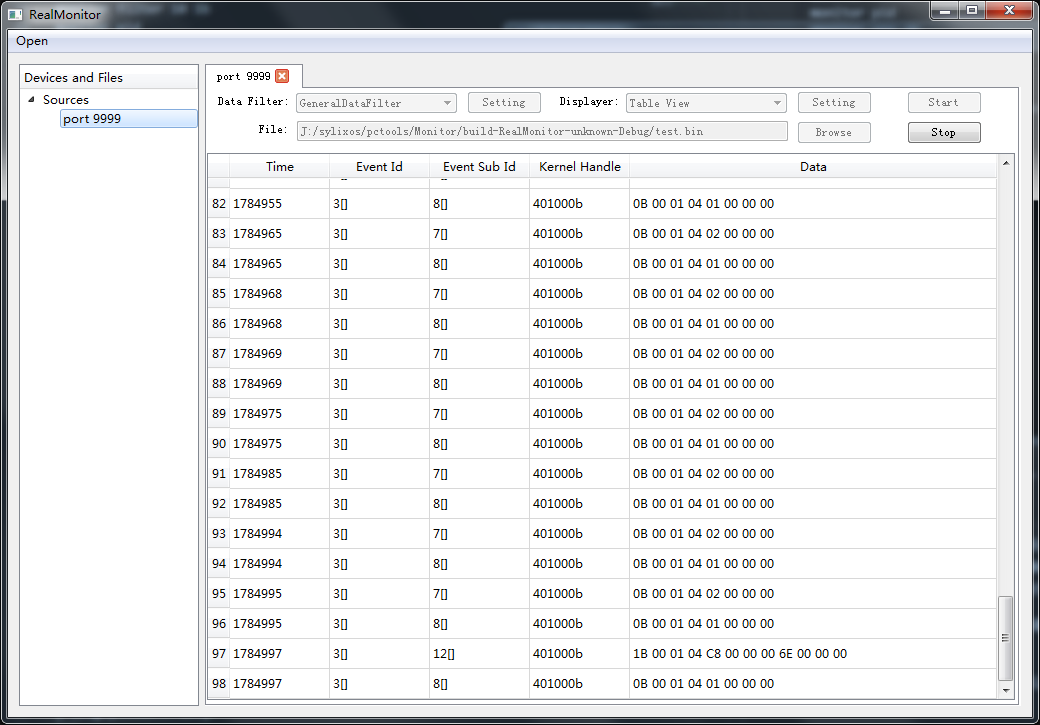 RealMonitor
Open
Devices and Files
Sources
port 9999
port 9999
Data Filter: GeneralDataFilter Setting Displayer: Table View Setting Start
File: J:/sylixos/pctools/Monitor/build-RealMonitor-unknown-Debug/test.bin Browse Stop
Time Event Id Event Sub Id Kernel Handle Data
82 1784955 3[] 8[] 401000b 0B 00 01 04 01 00 00 00
83 1784965 3[] 7[] 401000b 0B 00 01 04 02 00 00 00
84 1784965 3[] 8[] 401000b 0B 00 01 04 01 00 00 00
85 1784968 3[] 7[] 401000b 0B 00 01 04 02 00 00 00
86 1784968 3[] 8[] 401000b 0B 00 01 04 01 00 00 00
87 1784969 3[] 7[] 401000b 0B 00 01 04 02 00 00 00
88 1784969 3[] 8[] 401000b 0B 00 01 04 01 00 00 00
89 1784975 3[] 7[] 401000b 0B 00 01 04 02 00 00 00
90 1784975 3[] 8[] 401000b 0B 00 01 04 01 00 00 00
91 1784985 3[] 7[] 401000b 0B 00 01 04 02 00 00 00
92 1784985 3[] 8[] 401000b 0B 00 01 04 01 00 00 00
93 1784994 3[] 7[] 401000b 0B 00 01 04 02 00 00 00
94 1784994 3[] 8[] 401000b 0B 00 01 04 01 00 00 00
95 1784995 3[] 7[] 401000b 0B 00 01 04 02 00 00 00
96 1784995 3[] 8[] 401000b 0B 00 01 04 01 00 00 00
97 1784997 3[] 12[] 401000b 1B 00 01 04 C8 00 00 00 6E 00 00 00
98 1784997 3[] 8[] 401000b 0B 00 01 04 01 00 00 00